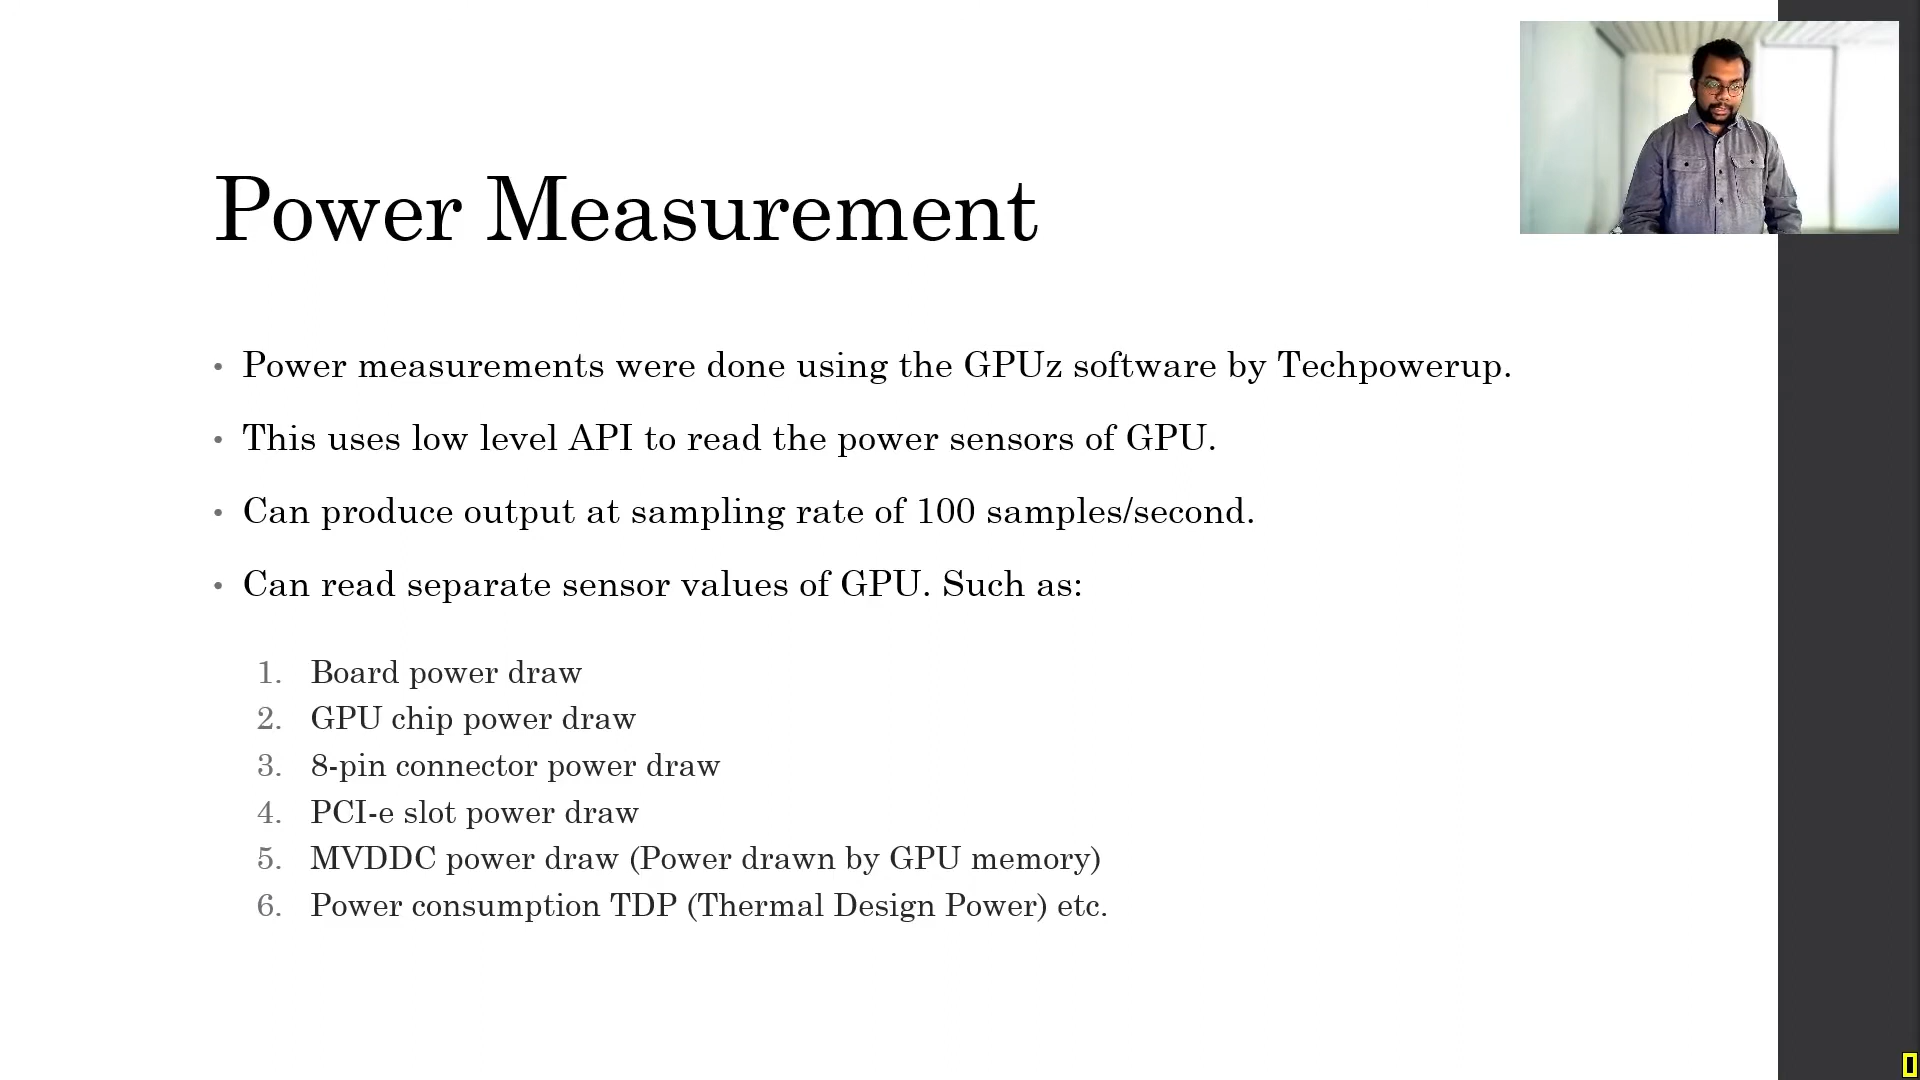 Power Measurement
• Power measurements were done using the GPUz software by Techpowerup.
• This uses low level API to read the power sensors of GPU.
• Can produce output at sampling rate of 100 samples/second.
• Can read separate sensor values of GPU. Such as:
1. Board power draw
2. GPU chip power draw
3. 8-pin connector power draw
4. PCI-e slot power draw
5. MVDDC power draw (Power drawn by GPU memory)
6. Power consumption TDP (Thermal Design Power) etc.